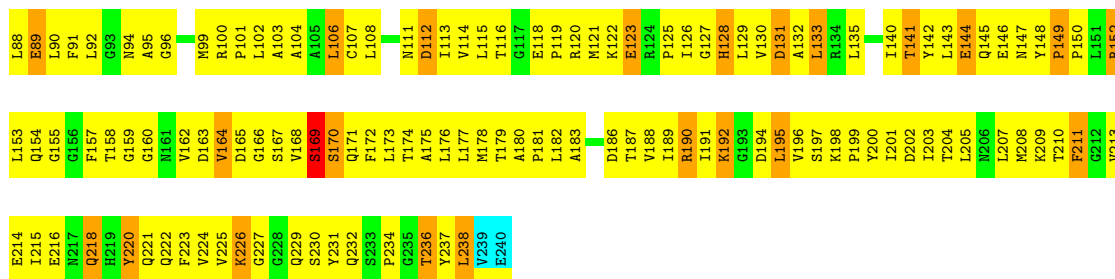 L88 E89 L90 F91 L92 G93 N94 A95 G96 M99 R100 P101 L102 A103 A104 A105 L106 C107 L108 N111 D112 I113 V114 L115 T116 G117 E118 P119 R120 M121 K122 E123 R124 P125 I126 G127 H128 L129 V130 D131 A132 L133 R134 L135 I140 T141 Y142 L143 E144 Q145 E146 N147 Y148 P149 P150 L151 R152
L153 Q154 G155 G156 F157 T158 G159 G160 N161 V162 D163 V164 D165 G166 S167 V168 S169 S170 Q171 F172 L173 T174 A175 L176 L177 M178 T179 A180 P181 L182 A183 D186 T187 V188 I189 R190 I191 K192 G193 D194 L195 V196 S197 K198 P199 Y200 I201 D202 I203 T204 L205 N206 L207 M208 K209 T210 F211 G212 V213
E214 I215 E216 N217 Q218 H219 Y220 Q221 Q222 F223 V224 V225 K226 G227 G228 Q229 S230 Y231 Q232 S233 P234 G235 T236 Y237 L238 V239 E240